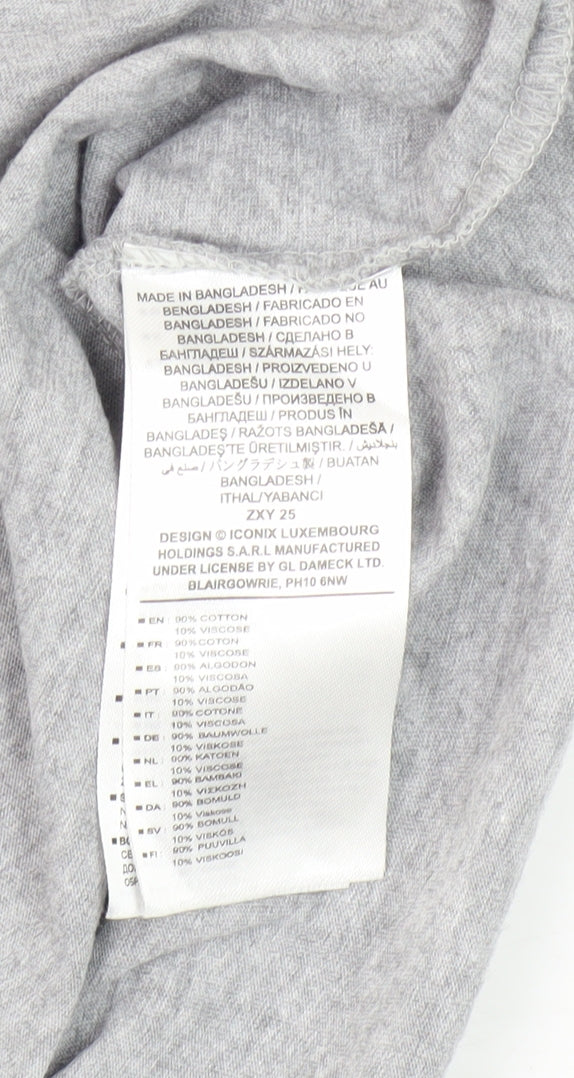 MADE IN BANGLADESH / AU
BENGLADESH / FABRICADO EN
BANGLADESH / FABRICADO NO
BANGLADESH / СДЕЛАНО В
БАНГЛАДЕШ / SZÁRMAZÁSI HELY:
BANGLADESH / PROIZVEDENO U
BANGLADEŠU / IZDELANO V
BANGLADEŠU / ПРОИЗВЕДЕНО В
БАНГЛАДЕШ / PRODUS ÎN
BANGLADEŞ / RAŽOTS BANGLADEŠĀ /
BANGLADEŞ'TE ÜRETILMIŞTIR. / بنجلاديش
صنع في / バングラデシュ製 / BUATAN
BANGLADESH /
ITHAL/YABANCI
ZXY 25
DESIGN © ICONIX LUXEMBOURG
HOLDINGS S.A.R.L MANUFACTURED
UNDER LICENSE BY GL DAMECK LTD.
BLAIRGOWRIE, PH10 6NW
EN : 90% COTTON
10% VISCOSE
FR : 90% COTON
10% VISCOSE
ES : 90% ALGODON
10% VISCOSA
PT : 90% ALGODÃO
10% VISCOSE
IT : 90% COTONE
10% VISCOSA
DE : 90% BAUMWOLLE
10% VISKOSE
NL : 90% KATOEN
10% VISCOSE
EL : 90% ΒΑΜΒΑΚΙ
10% ΥΙΣΚΟΖΗ
DA : 90% BOMULD
10% Viskose
SV : 90% BOMULL
10% VISKOS
FI : 90% PUUVILLA
10% VISKOOSI